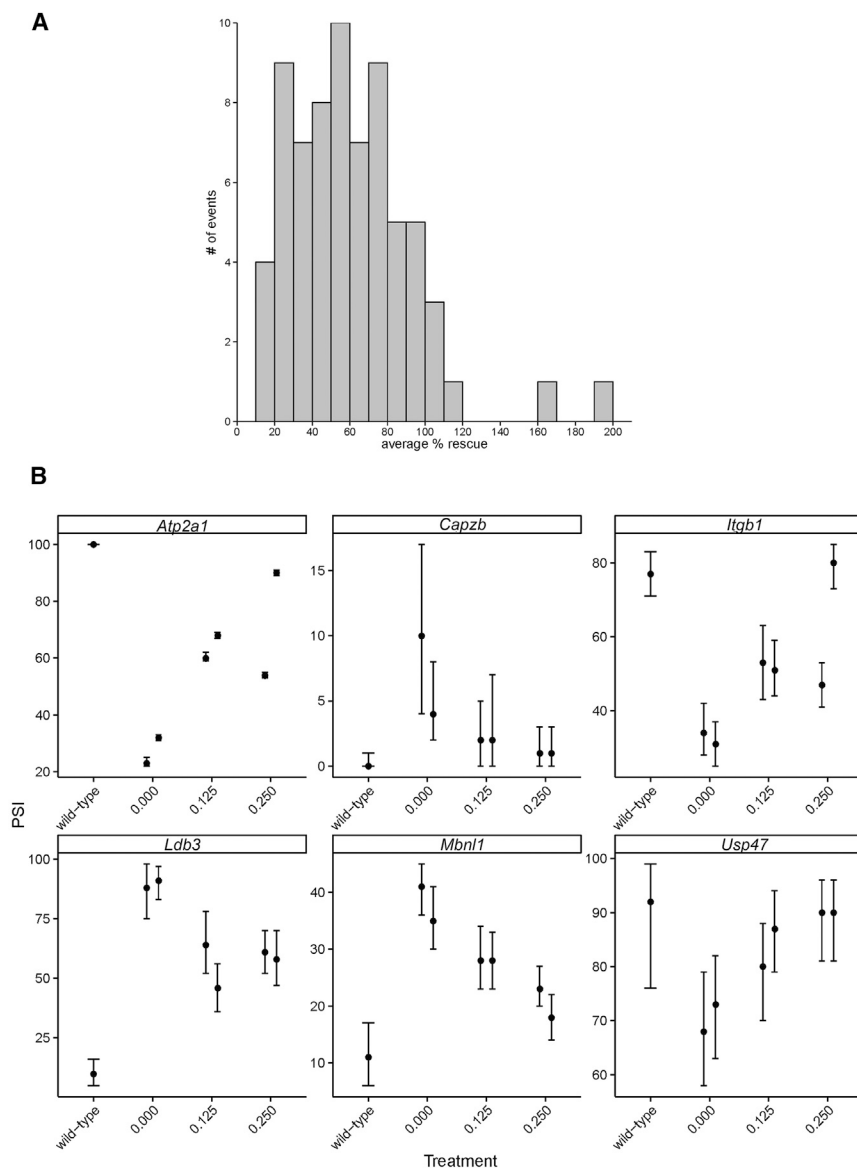 A
10
8
6
4
2
0
# of events
0 20 40 60 80 100 120 140 160 180 200
average % rescue
B
Atp2a1 Capzb Itgb1
100
80
60
40
20
15
10
5
0
80
60
40
wild-type 0.000 0.125 0.250
wild-type 0.000 0.125 0.250
wild-type 0.000 0.125 0.250
PSI
Ldb3 Mbnl1 Usp47
100
75
50
25
40
30
20
10
100
90
80
70
60
wild-type 0.000 0.125 0.250
wild-type 0.000 0.125 0.250
wild-type 0.000 0.125 0.250
Treatment